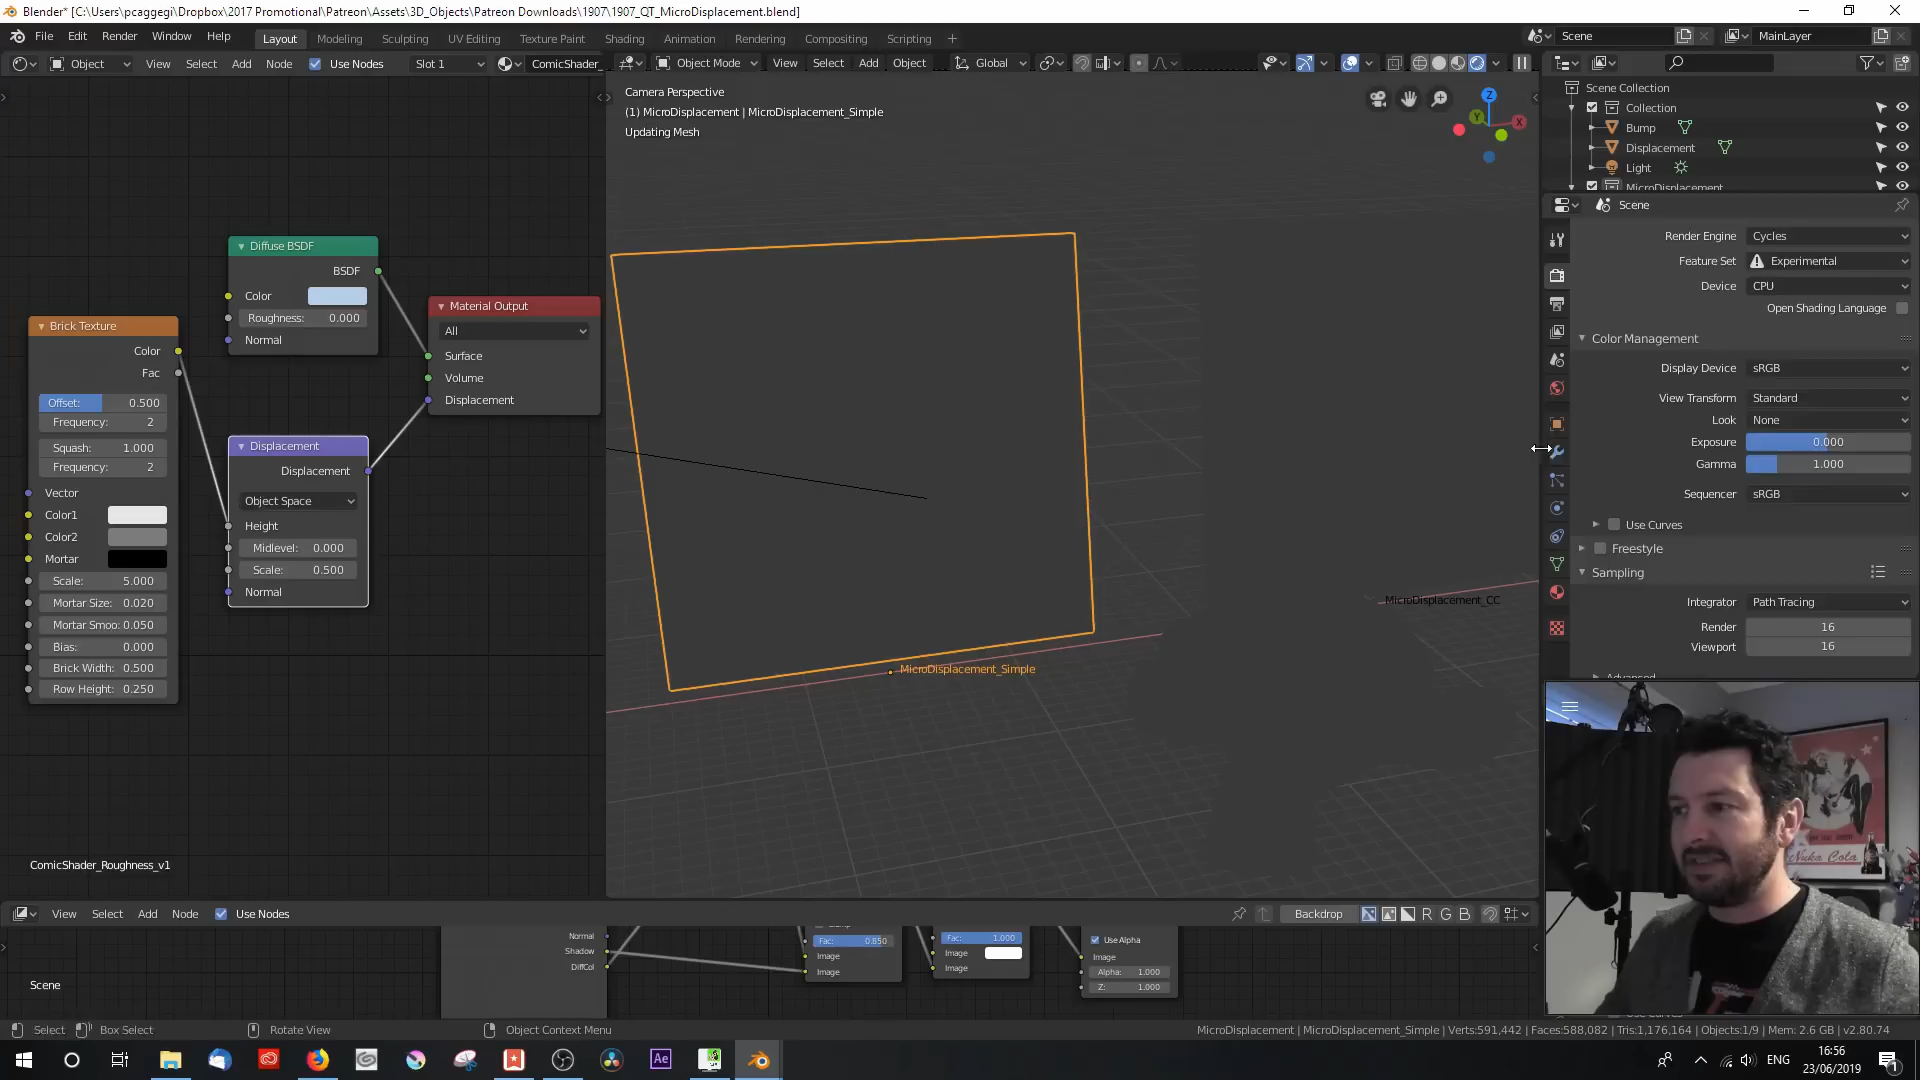 Blender* [C:\Users\pcaggegi\Dropbox\2017 Promotional\Patreon\Assets\3D_Objects\Patreon Downloads\1907\1907_QT_MicroDisplacement.blend]
File Edit Render Window Help Layout Modeling Sculpting UV Editing Texture Paint Shading Animation Rendering Compositing Scripting + Scene MainLayer
Object View Select Add Node Use Nodes Slot 1 ComicShader_ Object Mode View Select Add Object Global
Camera Perspective
(1) MicroDisplacement | MicroDisplacement_Simple
Updating Mesh
Z
Y
X
Scene Collection
Collection
Bump
Displacement
Light
MicroDisplacement
Scene
Render Engine Cycles
Feature Set Experimental
Device CPU
Open Shading Language
Color Management
Display Device sRGB
View Transform Standard
Look None
Exposure 0.000
Gamma 1.000
Sequencer sRGB
Use Curves
Freestyle
Sampling
Integrator Path Tracing
Render 16
Viewport 16
Advanced
Diffuse BSDF
BSDF
Color
Roughness: 0.000
Normal
Material Output
All
Surface
Volume
Displacement
Brick Texture
Color
Fac
Offset: 0.500
Frequency: 2
Squash: 1.000
Frequency: 2
Vector
Color1
Color2
Mortar
Scale: 5.000
Mortar Size: 0.020
Mortar Smoo: 0.050
Bias: 0.000
Brick Width: 0.500
Row Height: 0.250
Displacement
Displacement
Object Space
Height
Midlevel: 0.000
Scale: 0.500
Normal
MicroDisplacement_CC
MicroDisplacement_Simple
ComicShader_Roughness_v1
Nuka Cola
View Select Add Node Use Nodes Backdrop R G B
Normal
Shadow
DiffCol
Fac: 0.850
Image
Image
Fac: 1.000
Image
Image
Use Alpha
Image
Alpha: 1.000
Z: 1.000
Scene
Select Box Select Rotate View Object Context Menu MicroDisplacement | MicroDisplacement_Simple | Verts:591,442 | Faces:588,082 | Tris:1,176,164 | Objects:1/9 | Mem: 2.6 GB | v2.80.74
Ae
ENG
16:56
23/06/2019
1